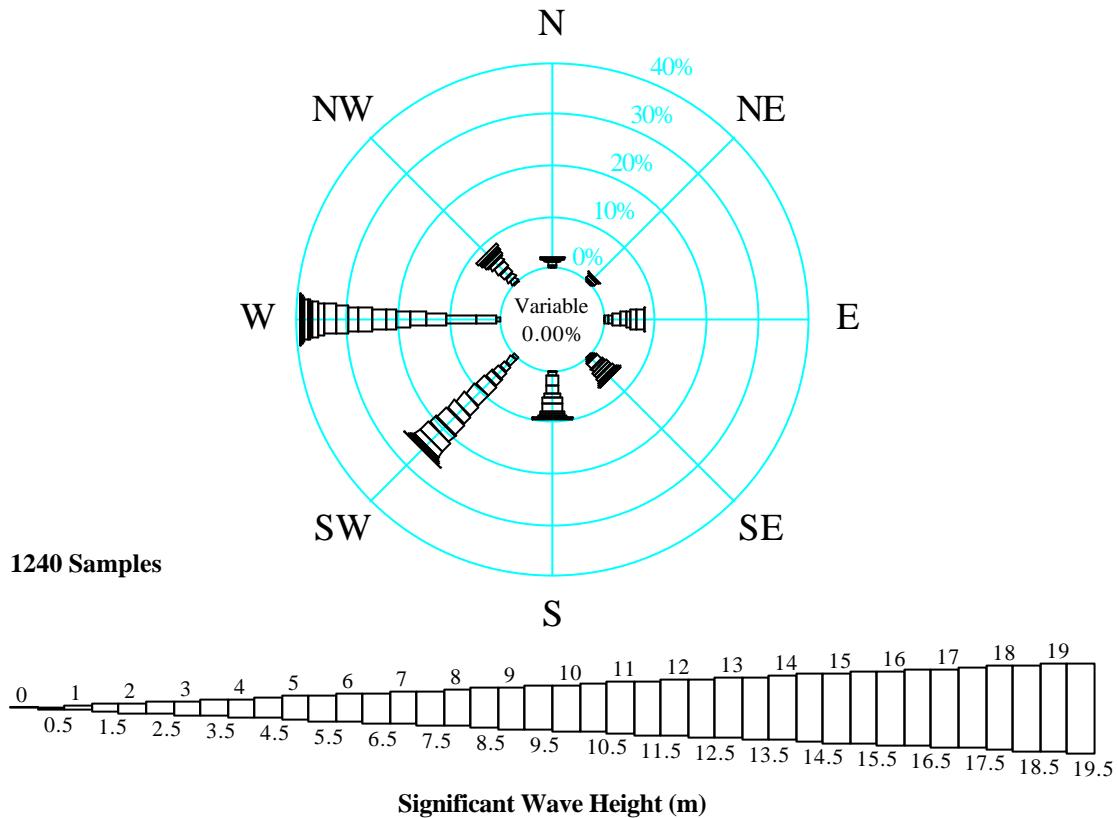 N
40%
NW
NE
30%
20%
10%
0%
Variable
0.00%
W
E
SW
SE
1240 Samples
S
0 1 2 3 4 5 6 7 8 9 10 11 12 13 14 15 16 17 18 19
0.5 1.5 2.5 3.5 4.5 5.5 6.5 7.5 8.5 9.5 10.5 11.5 12.5 13.5 14.5 15.5 16.5 17.5 18.5 19.5
Significant Wave Height (m)